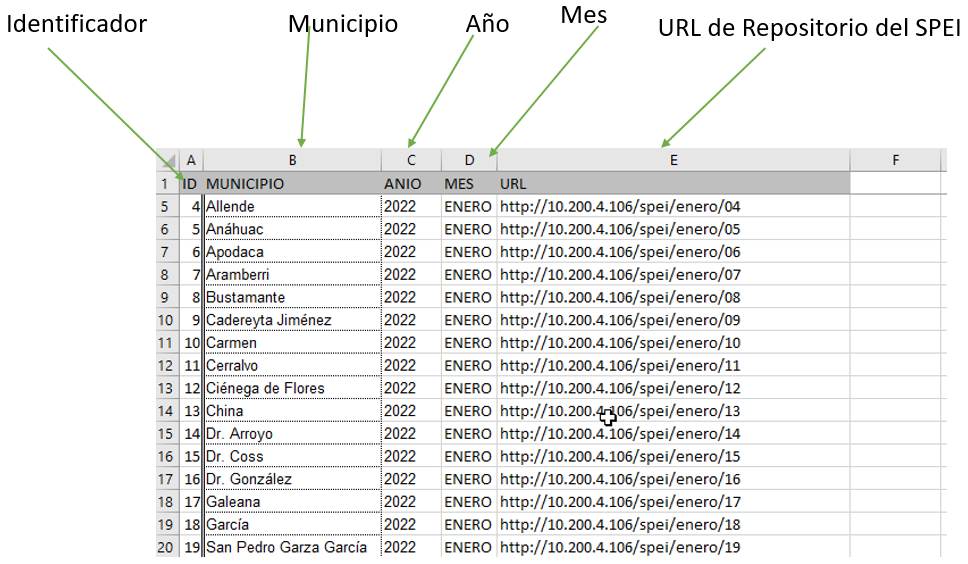 Identificador Municipio Año Mes URL de Repositorio del SPEI
A B C D E F
1 ID MUNICIPIO ANIO MES URL
5 4 Allende 2022 ENERO http://10.200.4.106/spei/enero/04
6 5 Anáhuac 2022 ENERO http://10.200.4.106/spei/enero/05
7 6 Apodaca 2022 ENERO http://10.200.4.106/spei/enero/06
8 7 Aramberri 2022 ENERO http://10.200.4.106/spei/enero/07
9 8 Bustamante 2022 ENERO http://10.200.4.106/spei/enero/08
10 9 Cadereyta Jiménez 2022 ENERO http://10.200.4.106/spei/enero/09
11 10 Carmen 2022 ENERO http://10.200.4.106/spei/enero/10
12 11 Cerralvo 2022 ENERO http://10.200.4.106/spei/enero/11
13 12 Ciénega de Flores 2022 ENERO http://10.200.4.106/spei/enero/12
14 13 China 2022 ENERO http://10.200.4.106/spei/enero/13
15 14 Dr. Arroyo 2022 ENERO http://10.200.4.106/spei/enero/14
16 15 Dr. Coss 2022 ENERO http://10.200.4.106/spei/enero/15
17 16 Dr. González 2022 ENERO http://10.200.4.106/spei/enero/16
18 17 Galeana 2022 ENERO http://10.200.4.106/spei/enero/17
19 18 García 2022 ENERO http://10.200.4.106/spei/enero/18
20 19 San Pedro Garza García 2022 ENERO http://10.200.4.106/spei/enero/19